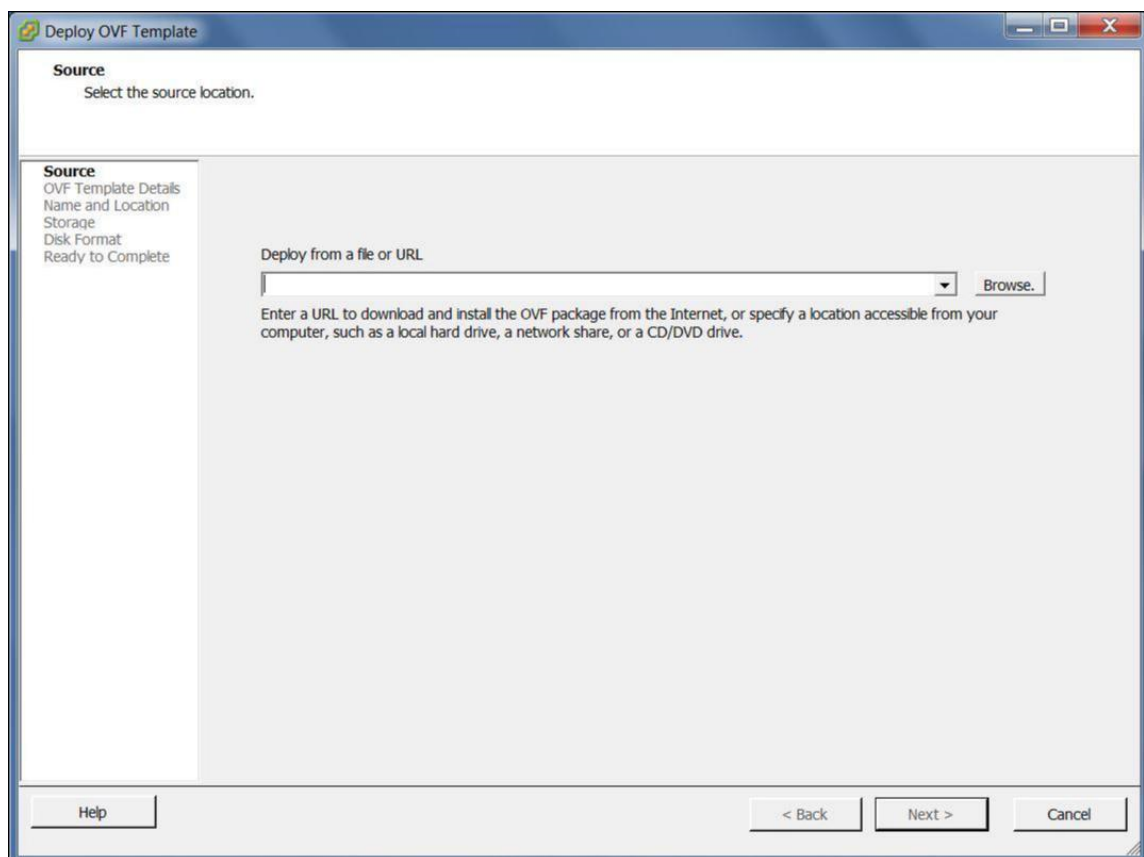 Deploy OVF Template
Source
Select the source location.
Source
OVF Template Details
Name and Location
Storage
Disk Format
Ready to Complete
Deploy from a file or URL
Browse.
Enter a URL to download and install the OVF package from the Internet, or specify a location accessible from your
computer, such as a local hard drive, a network share, or a CD/DVD drive.
Help
< Back
Next >
Cancel